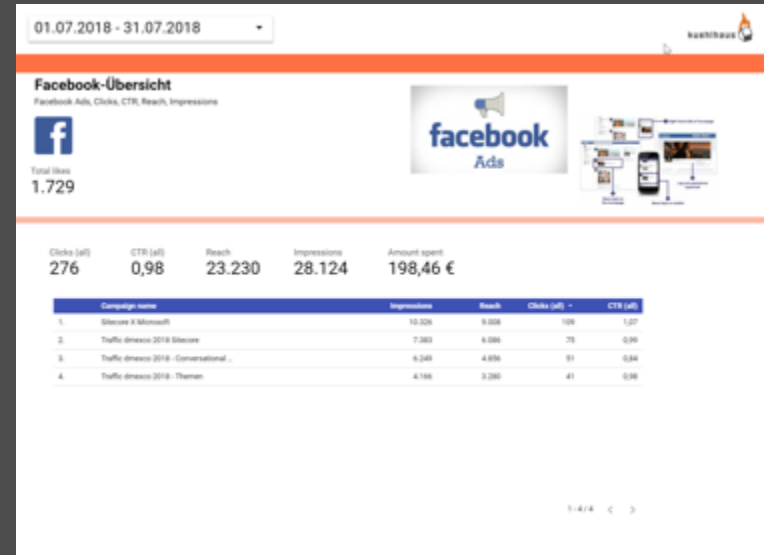 01.07.2018 - 31.07.2018
kuehlhaus
Facebook-Übersicht
Facebook Ads, Clicks, CTR, Reach, Impressions
facebook
Ads
Total likes
1.729
Clicks (all) CTR (all) Reach Impressions Amount spent
276 0,98 23.230 28.124 198,46 €
Campaign name Impressions Reach Clicks (all) CTR (all)
1. Sitecore X Microsoft 10.326 9.008 109 1,07
2. Traffic dmexco 2018 Sitecore 7.383 6.086 75 0,99
3. Traffic dmexco 2018 - Conversational ... 6.249 4.856 51 0,84
4. Traffic dmexco 2018 - Themen 4.166 3.280 41 0,98
1 - 4 / 4